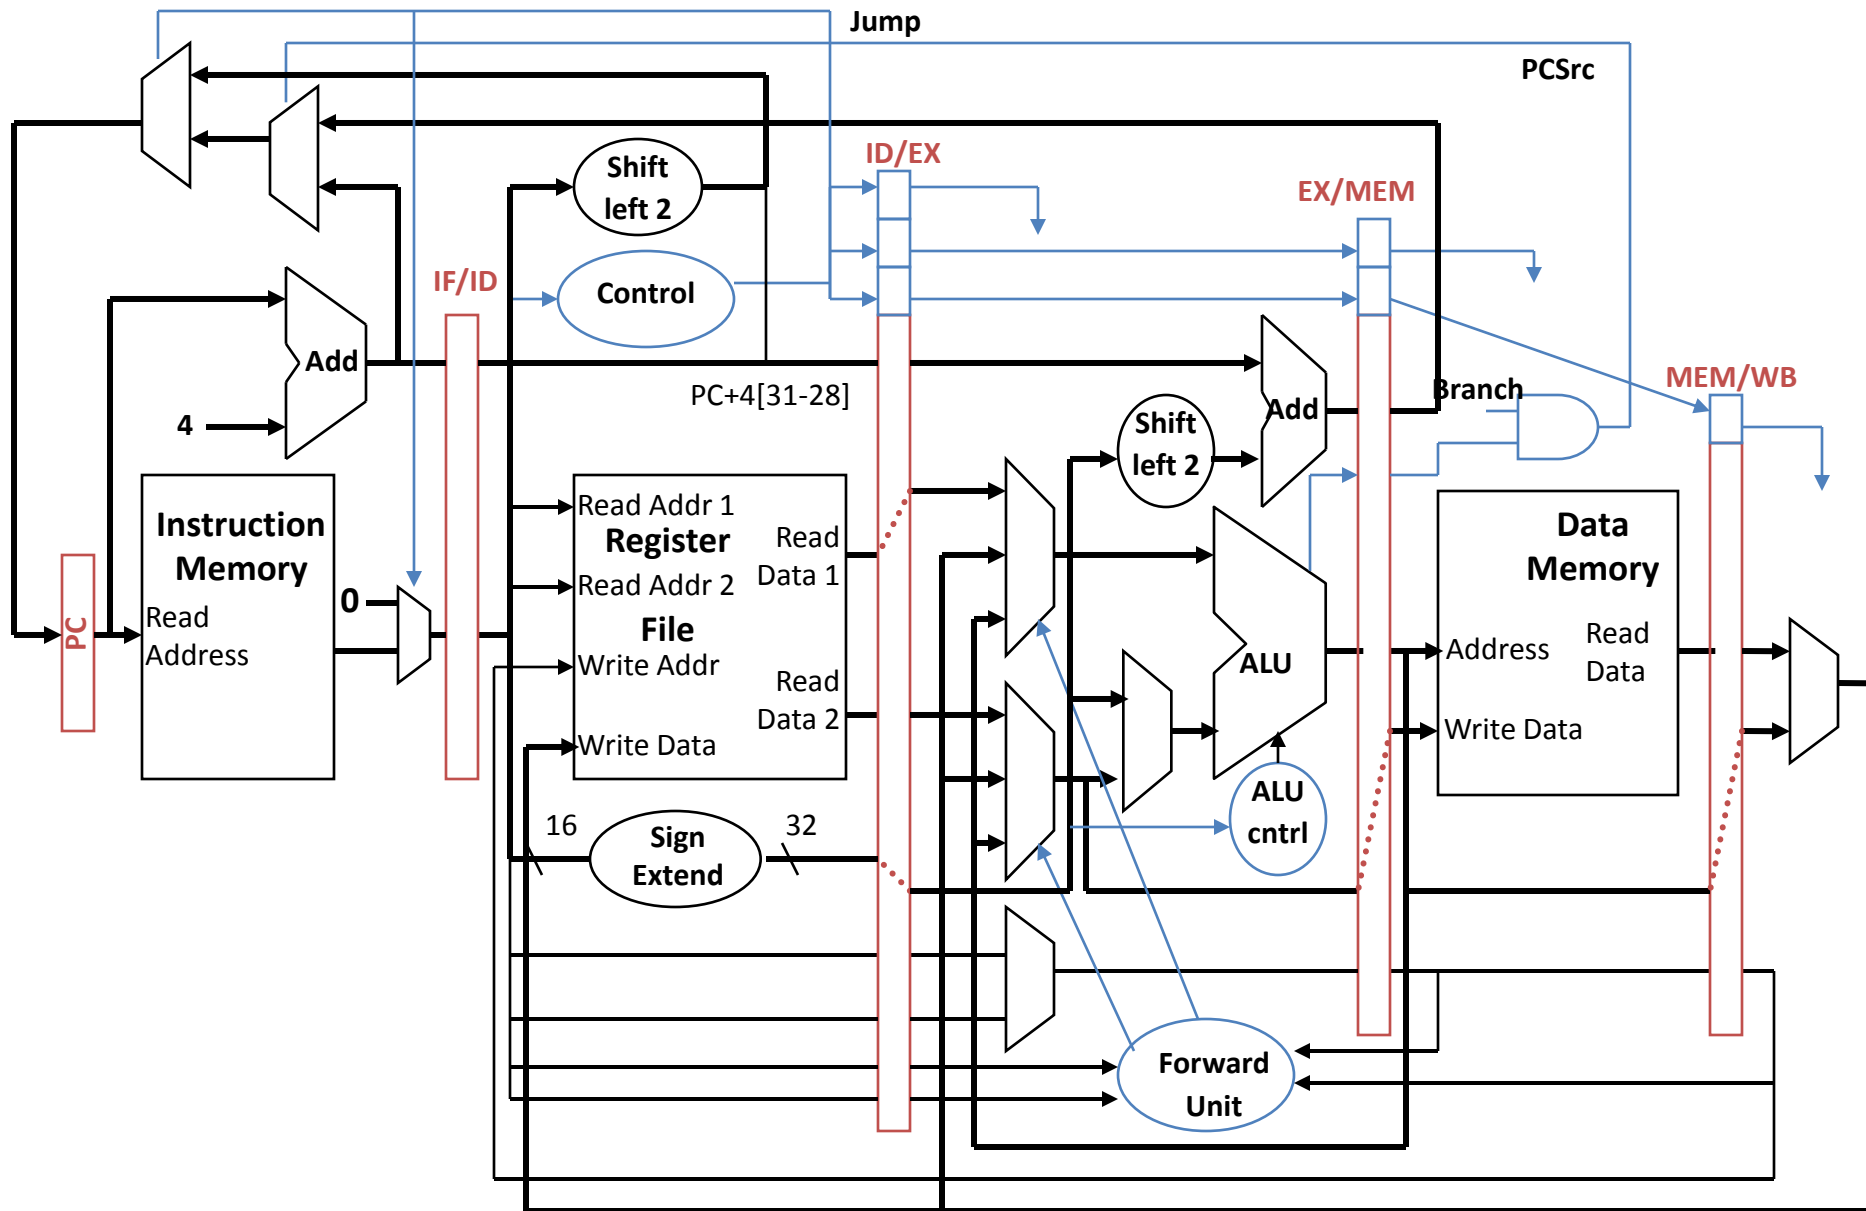 Jump
PCSrc
Shift
left 2
ID/EX
EX/MEM
IF/ID
Control
Add
PC+4[31-28]
4
Shift
left 2
Add
Branch
MEM/WB
Instruction
Memory
Read
Address
PC
0
Read Addr 1
Register
Read Addr 2
File
Write Addr
Write Data
Read
Data 1
Read
Data 2
16
Sign
Extend
32
ALU
ALU
cntrl
Data
Memory
Address
Read
Data
Write Data
Forward
Unit